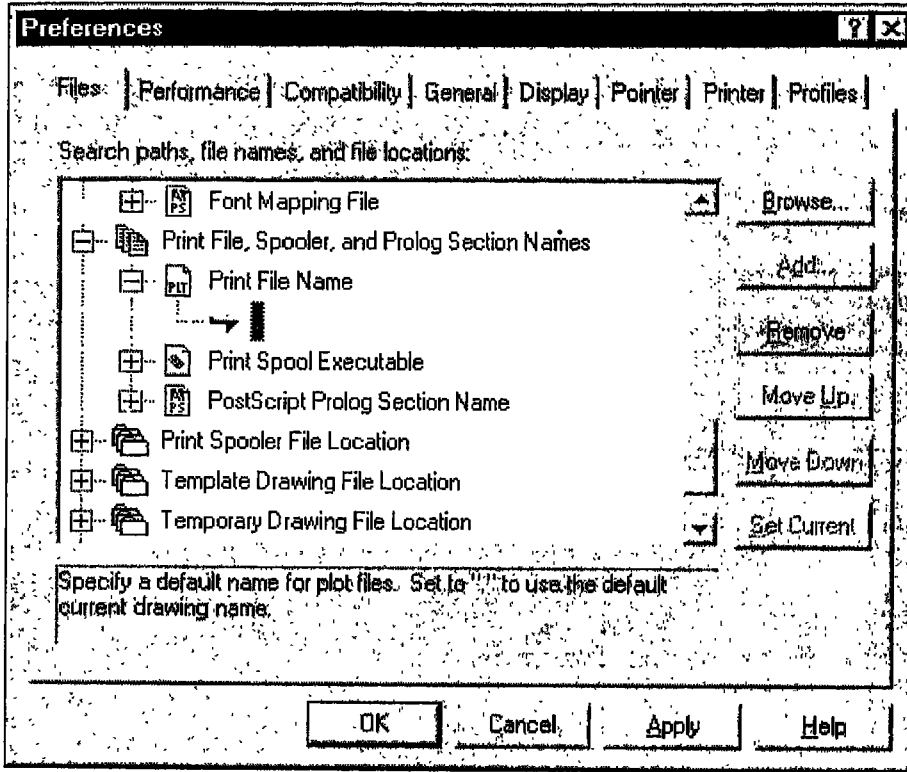 Preferences
Files Performance Compatibility General Display Pointer Printer Profiles
Search paths, file names, and file locations:
Font Mapping File
Print File, Spooler, and Prolog Section Names
Print File Name
Print Spool Executable
PostScript Prolog Section Name
Print Spooler File Location
Template Drawing File Location
Temporary Drawing File Location
Browse...
Add...
Remove
Move Up
Move Down
Set Current
Specify a default name for plot files. Set to "." to use the default
current drawing name.
OK Cancel Apply Help